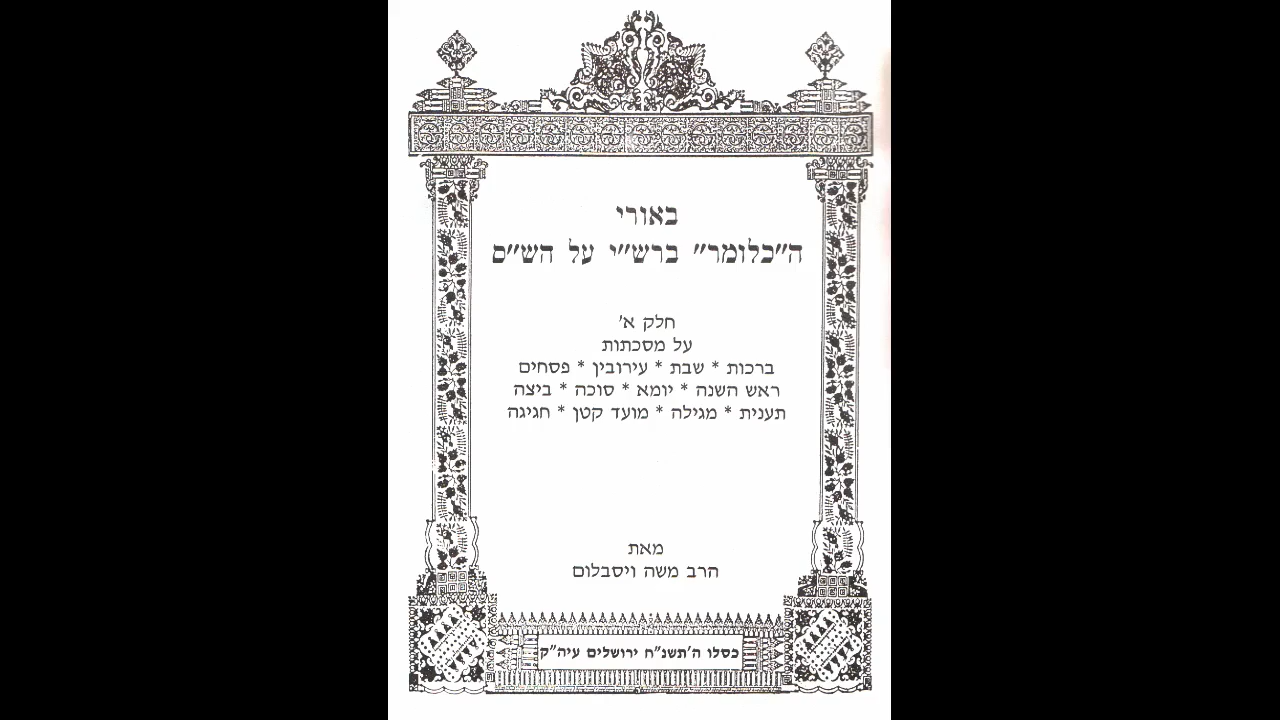 באורי
ה"כלומר" ברש"י על הש"ס
חלק א'
על מסכתות
ברכות * שבת * עירובין * פסחים
ראש השנה * יומא * סוכה * ביצה
תענית * מגילה * מועד קטן * חגיגה
מאת
הרב משה ויסבלום
כסלו ה'תשנ"ח ירושלים עיה"ק